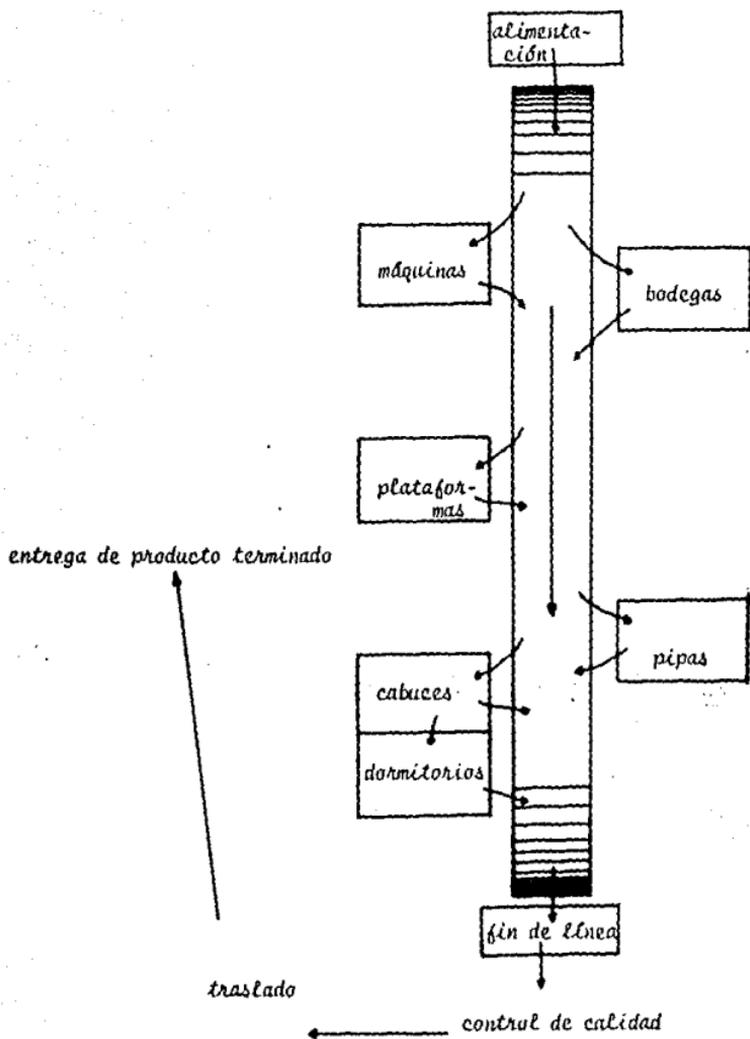 alimenta-
ción
máquinas
bodegas
platafor-
mas
entrega de producto terminado
pipas
cabuces
dormitorios
fin de línea
traslado
control de calidad